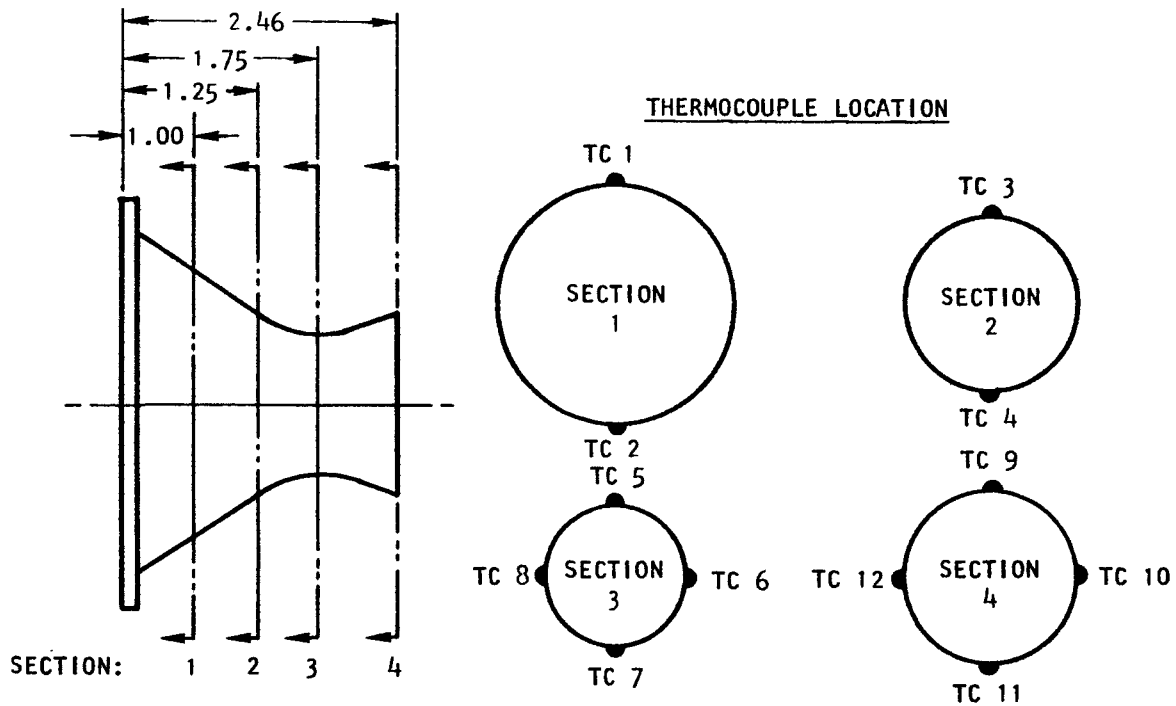 2.46
1.75
1.25
1.00
SECTION: 1 2 3 4
THERMOCOUPLE LOCATION
TC 1
SECTION
1
TC 2
TC 3
SECTION
2
TC 4
TC 5
TC 8
SECTION
3
TC 6
TC 7
TC 9
TC 12
SECTION
4
TC 10
TC 11